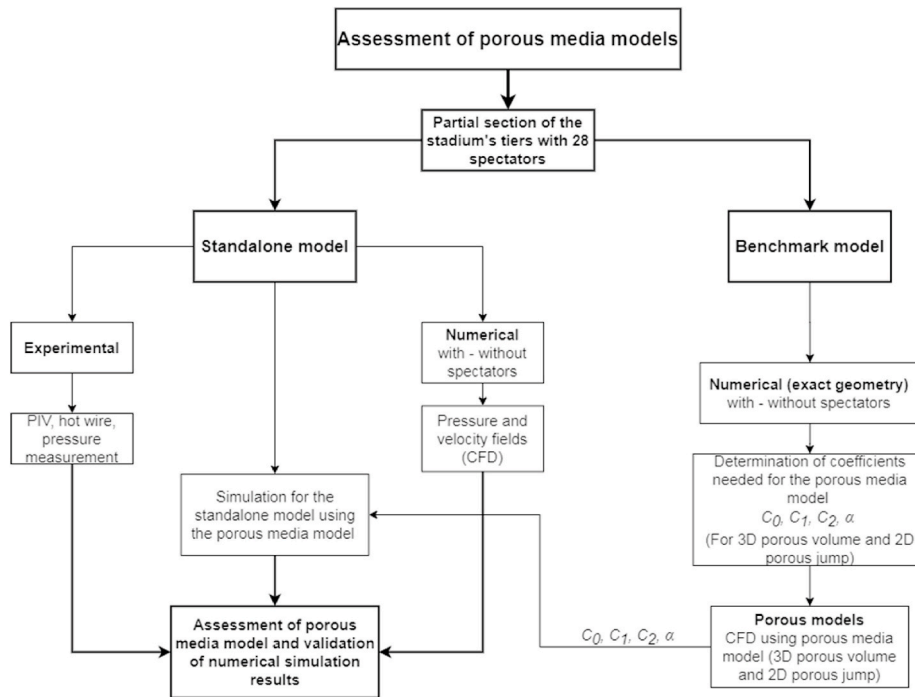 Assessment of porous media models
Partial section of the
stadium's tiers with 28
spectators
Standalone model
Benchmark model
Experimental
Numerical
with - without
spectators
Numerical (exact geometry)
with - without spectators
PIV, hot wire,
pressure
measurement
Pressure and
velocity fields
(CFD)
Determination of coefficients
needed for the porous media
model
C0, C1, C2, α
(For 3D porous volume and 2D
porous jump)
Simulation for the
standalone model using
the porous media model
Assessment of porous
media model and validation
of numerical simulation
results
C0, C1, C2, α
Porous models
CFD using porous media
model (3D porous volume
and 2D porous jump)